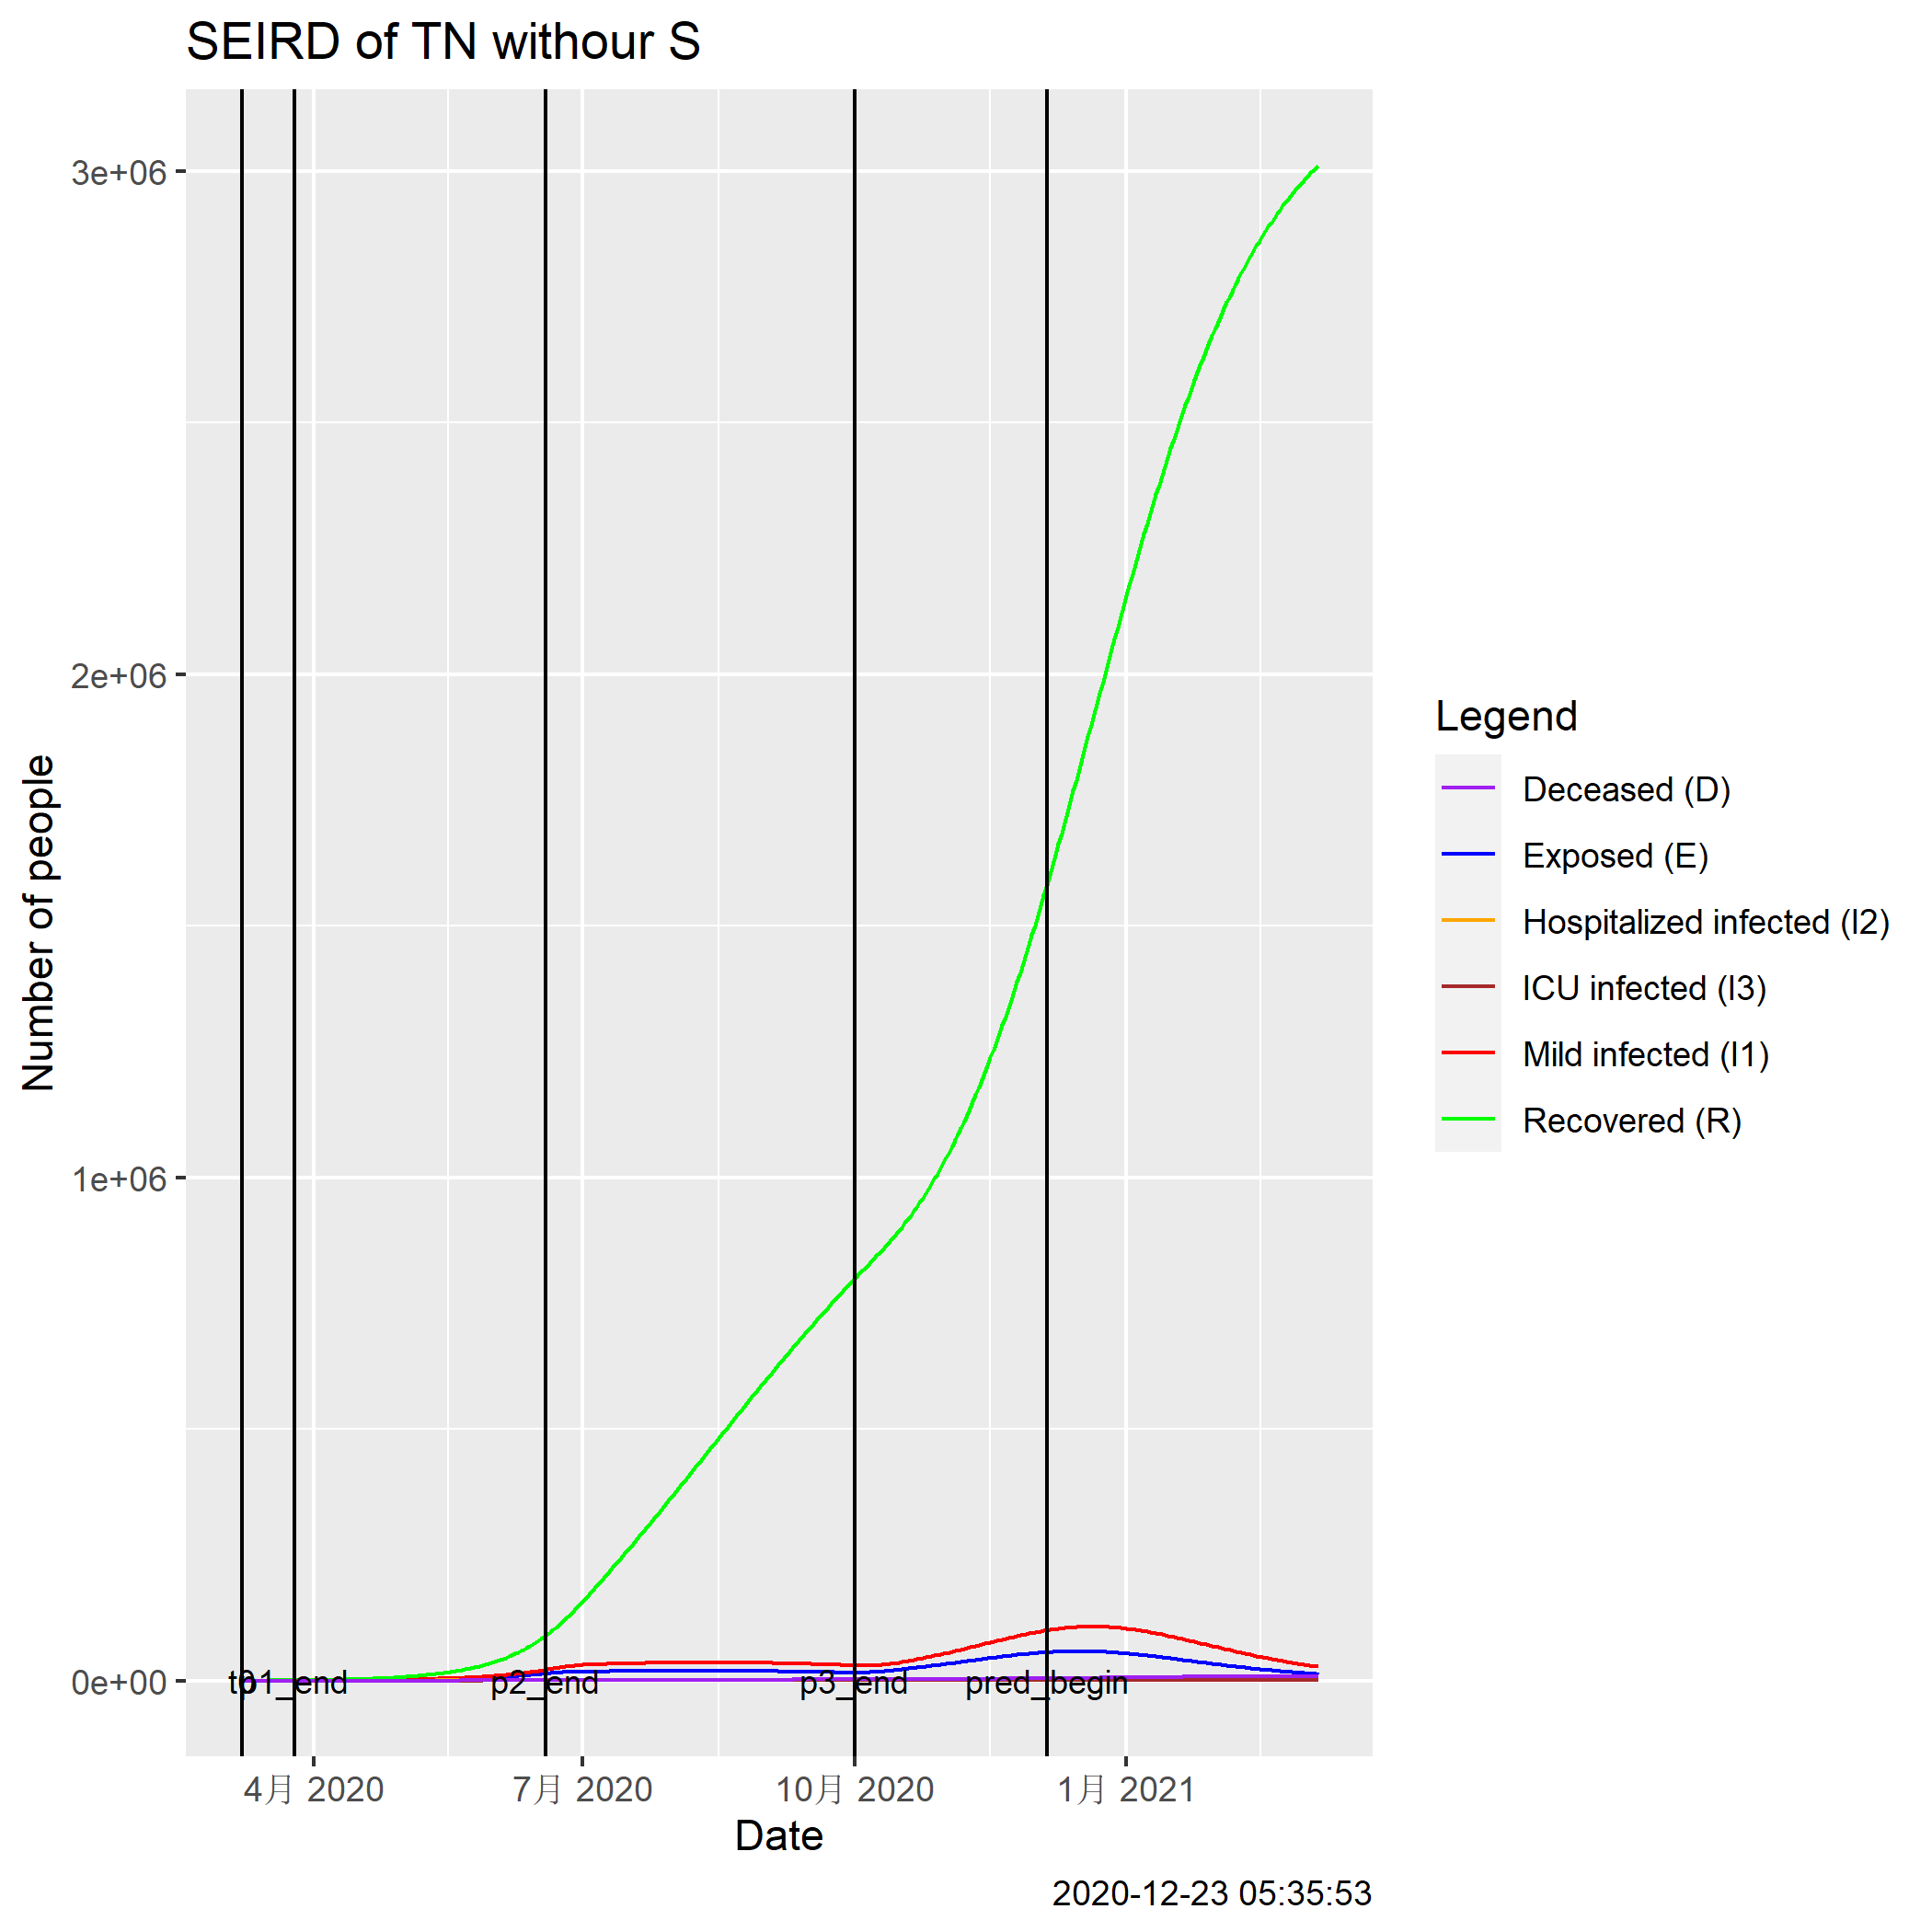 SEIRD of TN withour S
3e+06
2e+06
1e+06
0e+00
Number of people
t0
p1_end
p2_end
p3_end
pred_begin
4月 2020
7月 2020
10月 2020
1月 2021
Date
Legend
Deceased (D)
Exposed (E)
Hospitalized infected (I2)
ICU infected (I3)
Mild infected (I1)
Recovered (R)
2020-12-23 05:35:53